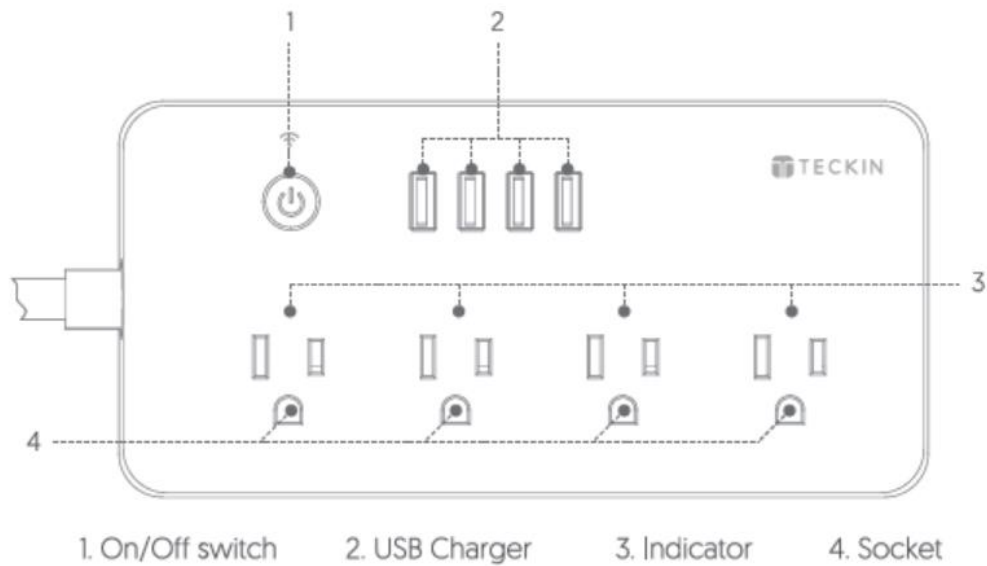 1 2
TECKIN
3
4
1. On/Off switch 2. USB Charger 3. Indicator 4. Socket